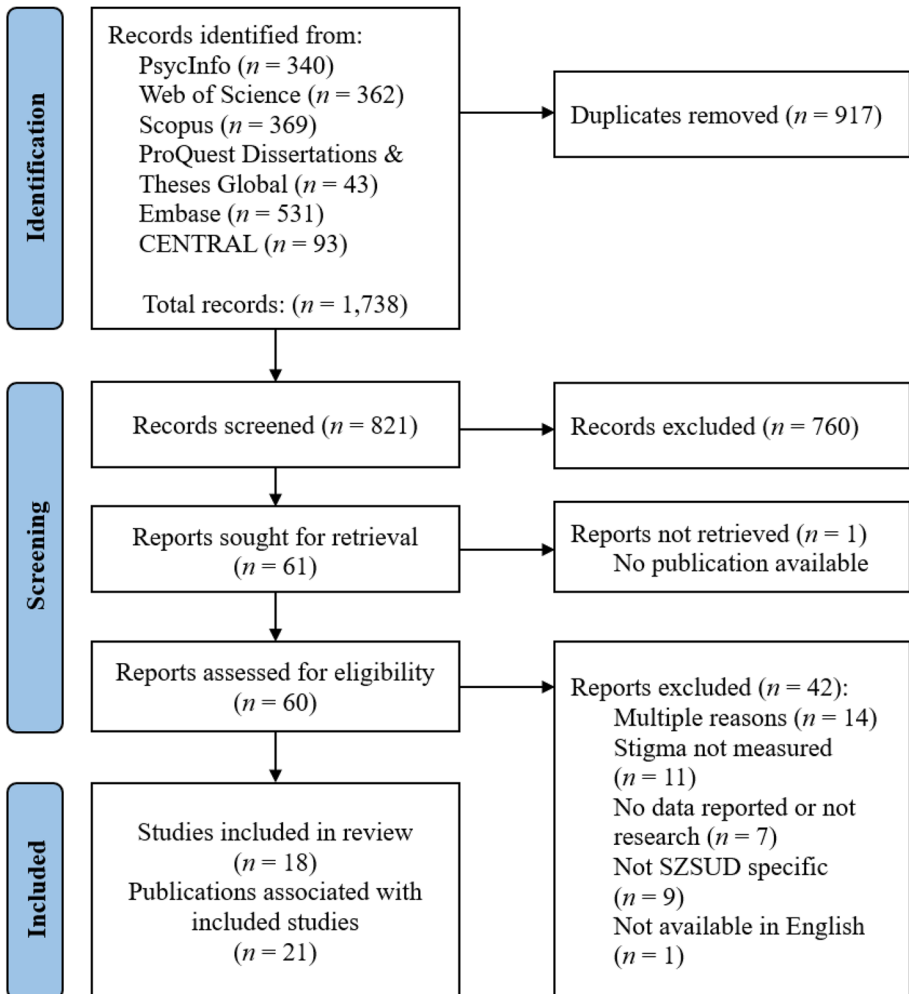 Identification
Records identified from:
PsycInfo (n = 340)
Web of Science (n = 362)
Scopus (n = 369)
ProQuest Dissertations &
Theses Global (n = 43)
Embase (n = 531)
CENTRAL (n = 93)
Total records: (n = 1,738)
Duplicates removed (n = 917)
Screening
Records screened (n = 821)
Records excluded (n = 760)
Reports sought for retrieval
(n = 61)
Reports not retrieved (n = 1)
No publication available
Reports assessed for eligibility
(n = 60)
Reports excluded (n = 42):
Multiple reasons (n = 14)
Stigma not measured
(n = 11)
No data reported or not
research (n = 7)
Not SZSUD specific
(n = 9)
Not available in English
(n = 1)
Included
Studies included in review
(n = 18)
Publications associated with
included studies
(n = 21)